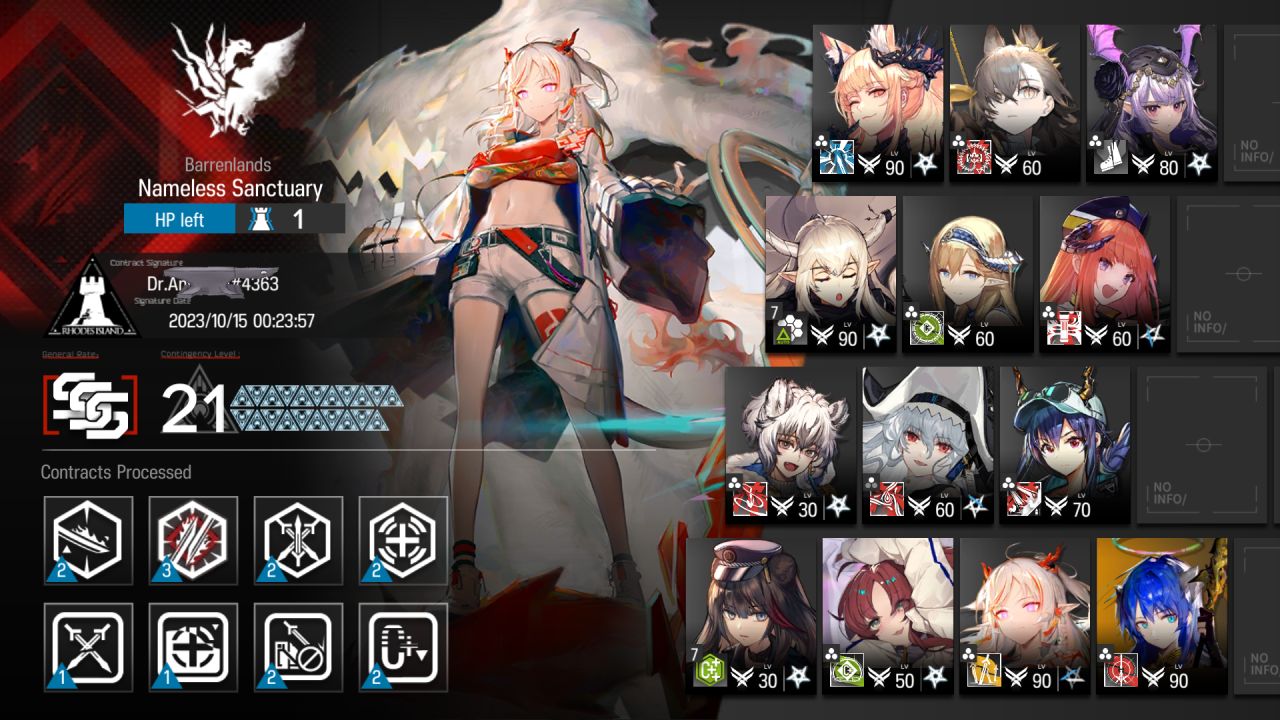 Barrenlands
Nameless Sanctuary
HP left 1
Contract Signature
Dr.An #4363
Signature Date
2023/10/15 00:23:57
RHODES ISLAND
General Rate:
Contingency Level:
21
Contracts Processed
2 3 2 2
1 1 2 2
LV 90
LV 60
LV 80
NO INFO/
7 LV 90
LV 60
LV 60
NO INFO/
LV 30
LV 60
LV 70
NO INFO/
7 LV 30
LV 50
LV 90
LV 90
NO INFO